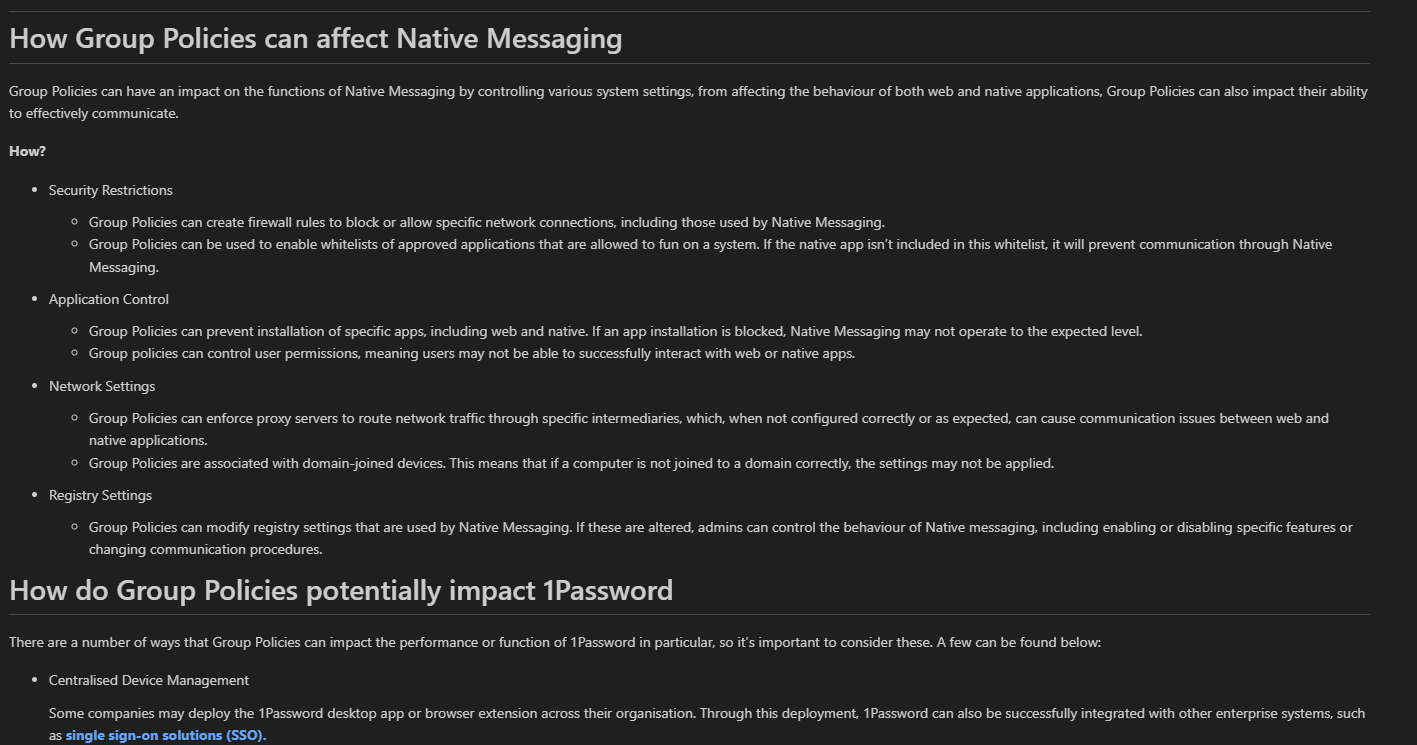 How Group Policies can affect Native Messaging
Group Policies can have an impact on the functions of Native Messaging by controlling various system settings, from affecting the behaviour of both web and native applications, Group Policies can also impact their ability
to effectively communicate.
How?
• Security Restrictions
◦ Group Policies can create firewall rules to block or allow specific network connections, including those used by Native Messaging.
◦ Group Policies can be used to enable whitelists of approved applications that are allowed to fun on a system. If the native app isn't included in this whitelist, it will prevent communication through Native
Messaging.
• Application Control
◦ Group Policies can prevent installation of specific apps, including web and native. If an app installation is blocked, Native Messaging may not operate to the expected level.
◦ Group policies can control user permissions, meaning users may not be able to successfully interact with web or native apps.
• Network Settings
◦ Group Policies can enforce proxy servers to route network traffic through specific intermediaries, which, when not configured correctly or as expected, can cause communication issues between web and
native applications.
◦ Group Policies are associated with domain-joined devices. This means that if a computer is not joined to a domain correctly, the settings may not be applied.
• Registry Settings
◦ Group Policies can modify registry settings that are used by Native Messaging. If these are altered, admins can control the behaviour of Native messaging, including enabling or disabling specific features or
changing communication procedures.
How do Group Policies potentially impact 1Password
There are a number of ways that Group Policies can impact the performance or function of 1Password in particular, so it's important to consider these. A few can be found below:
• Centralised Device Management
Some companies may deploy the 1Password desktop app or browser extension across their organisation. Through this deployment, 1Password can also be successfully integrated with other enterprise systems, such
as single sign-on solutions (SSO).